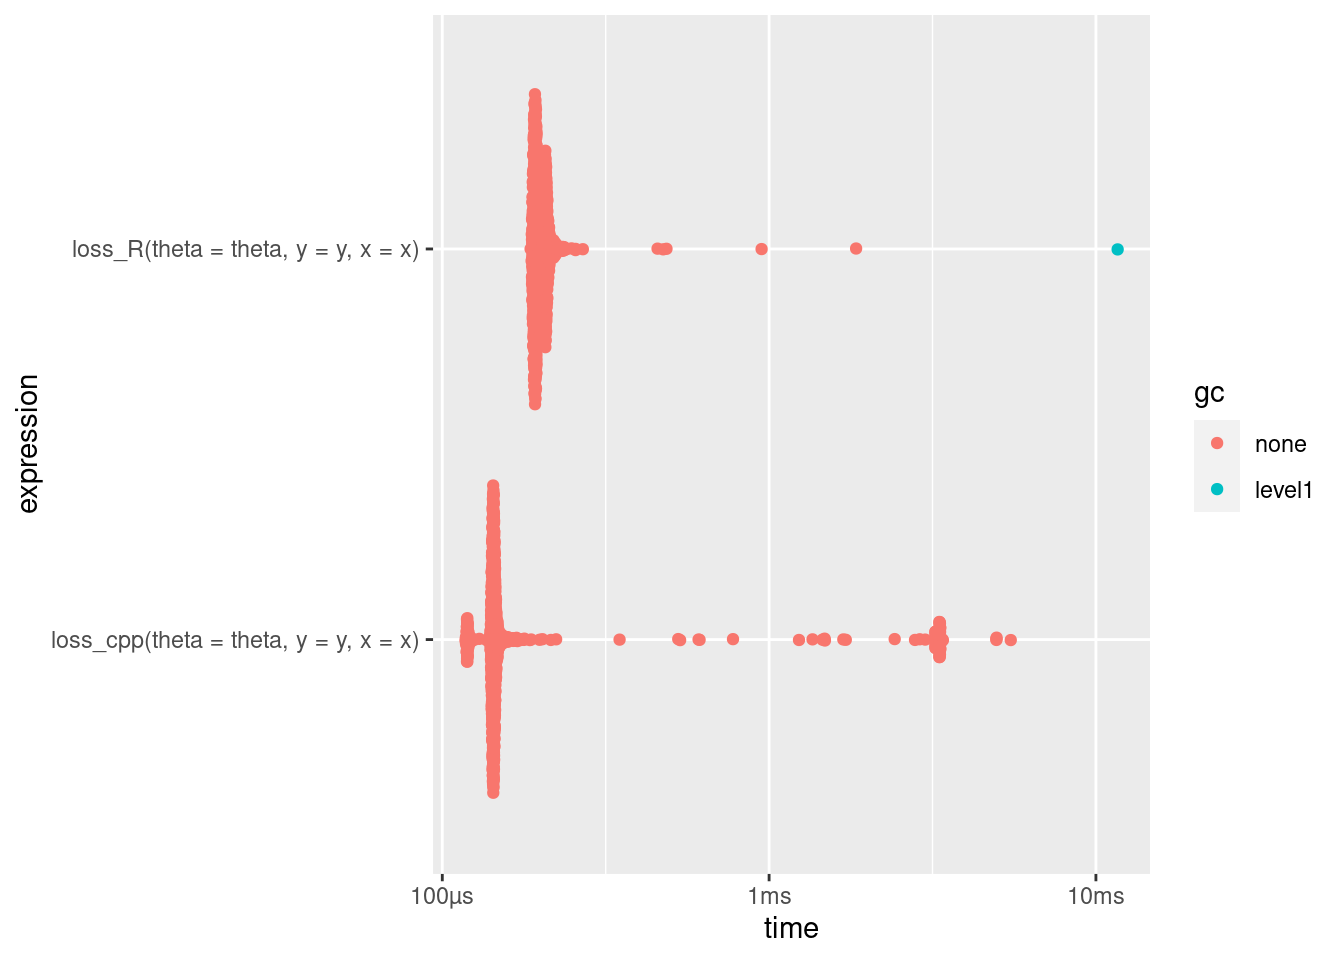 expression
loss_R(theta = theta, y = y, x = x)
loss_cpp(theta = theta, y = y, x = x)
100µs
1ms
10ms
time
gc
none
level1